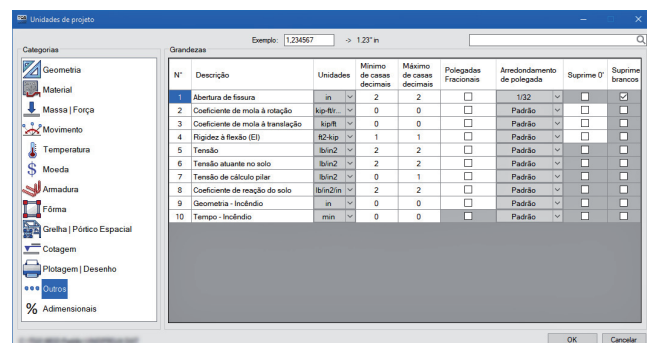 Unidades de projeto
Exemplo: 1,234567 -> 1.23" in
Categorias
Geometria
Material
Massa | Força
Movimento
Temperatura
Moeda
Armadura
Fôrma
Grelha | Pórtico Espacial
Cotagem
Plotagem | Desenho
Outros
Adimensionais
Grandezas
N° Descrição Unidades Mínimo de casas decimais Máximo de casas decimais Polegadas Fracionais Arredondamento de polegada Suprime 0' Suprime brancos
1 Abertura de fissura in 2 2 1/32
2 Coeficiente de mola à rotação kip-ft/r... 0 0 Padrão
3 Coeficiente de mola à translação kip/ft 0 0 Padrão
4 Rigidez à flexão (EI) ft2-kip 1 1 Padrão
5 Tensão lb/in2 2 2 Padrão
6 Tensão atuante no solo lb/in2 2 2 Padrão
7 Tensão de cálculo pilar lb/in2 0 1 Padrão
8 Coeficiente de reação do solo lb/in2/in 2 2 Padrão
9 Geometria - Incêndio in 0 0 Padrão
10 Tempo - Incêndio min 0 0 Padrão
OK Cancelar